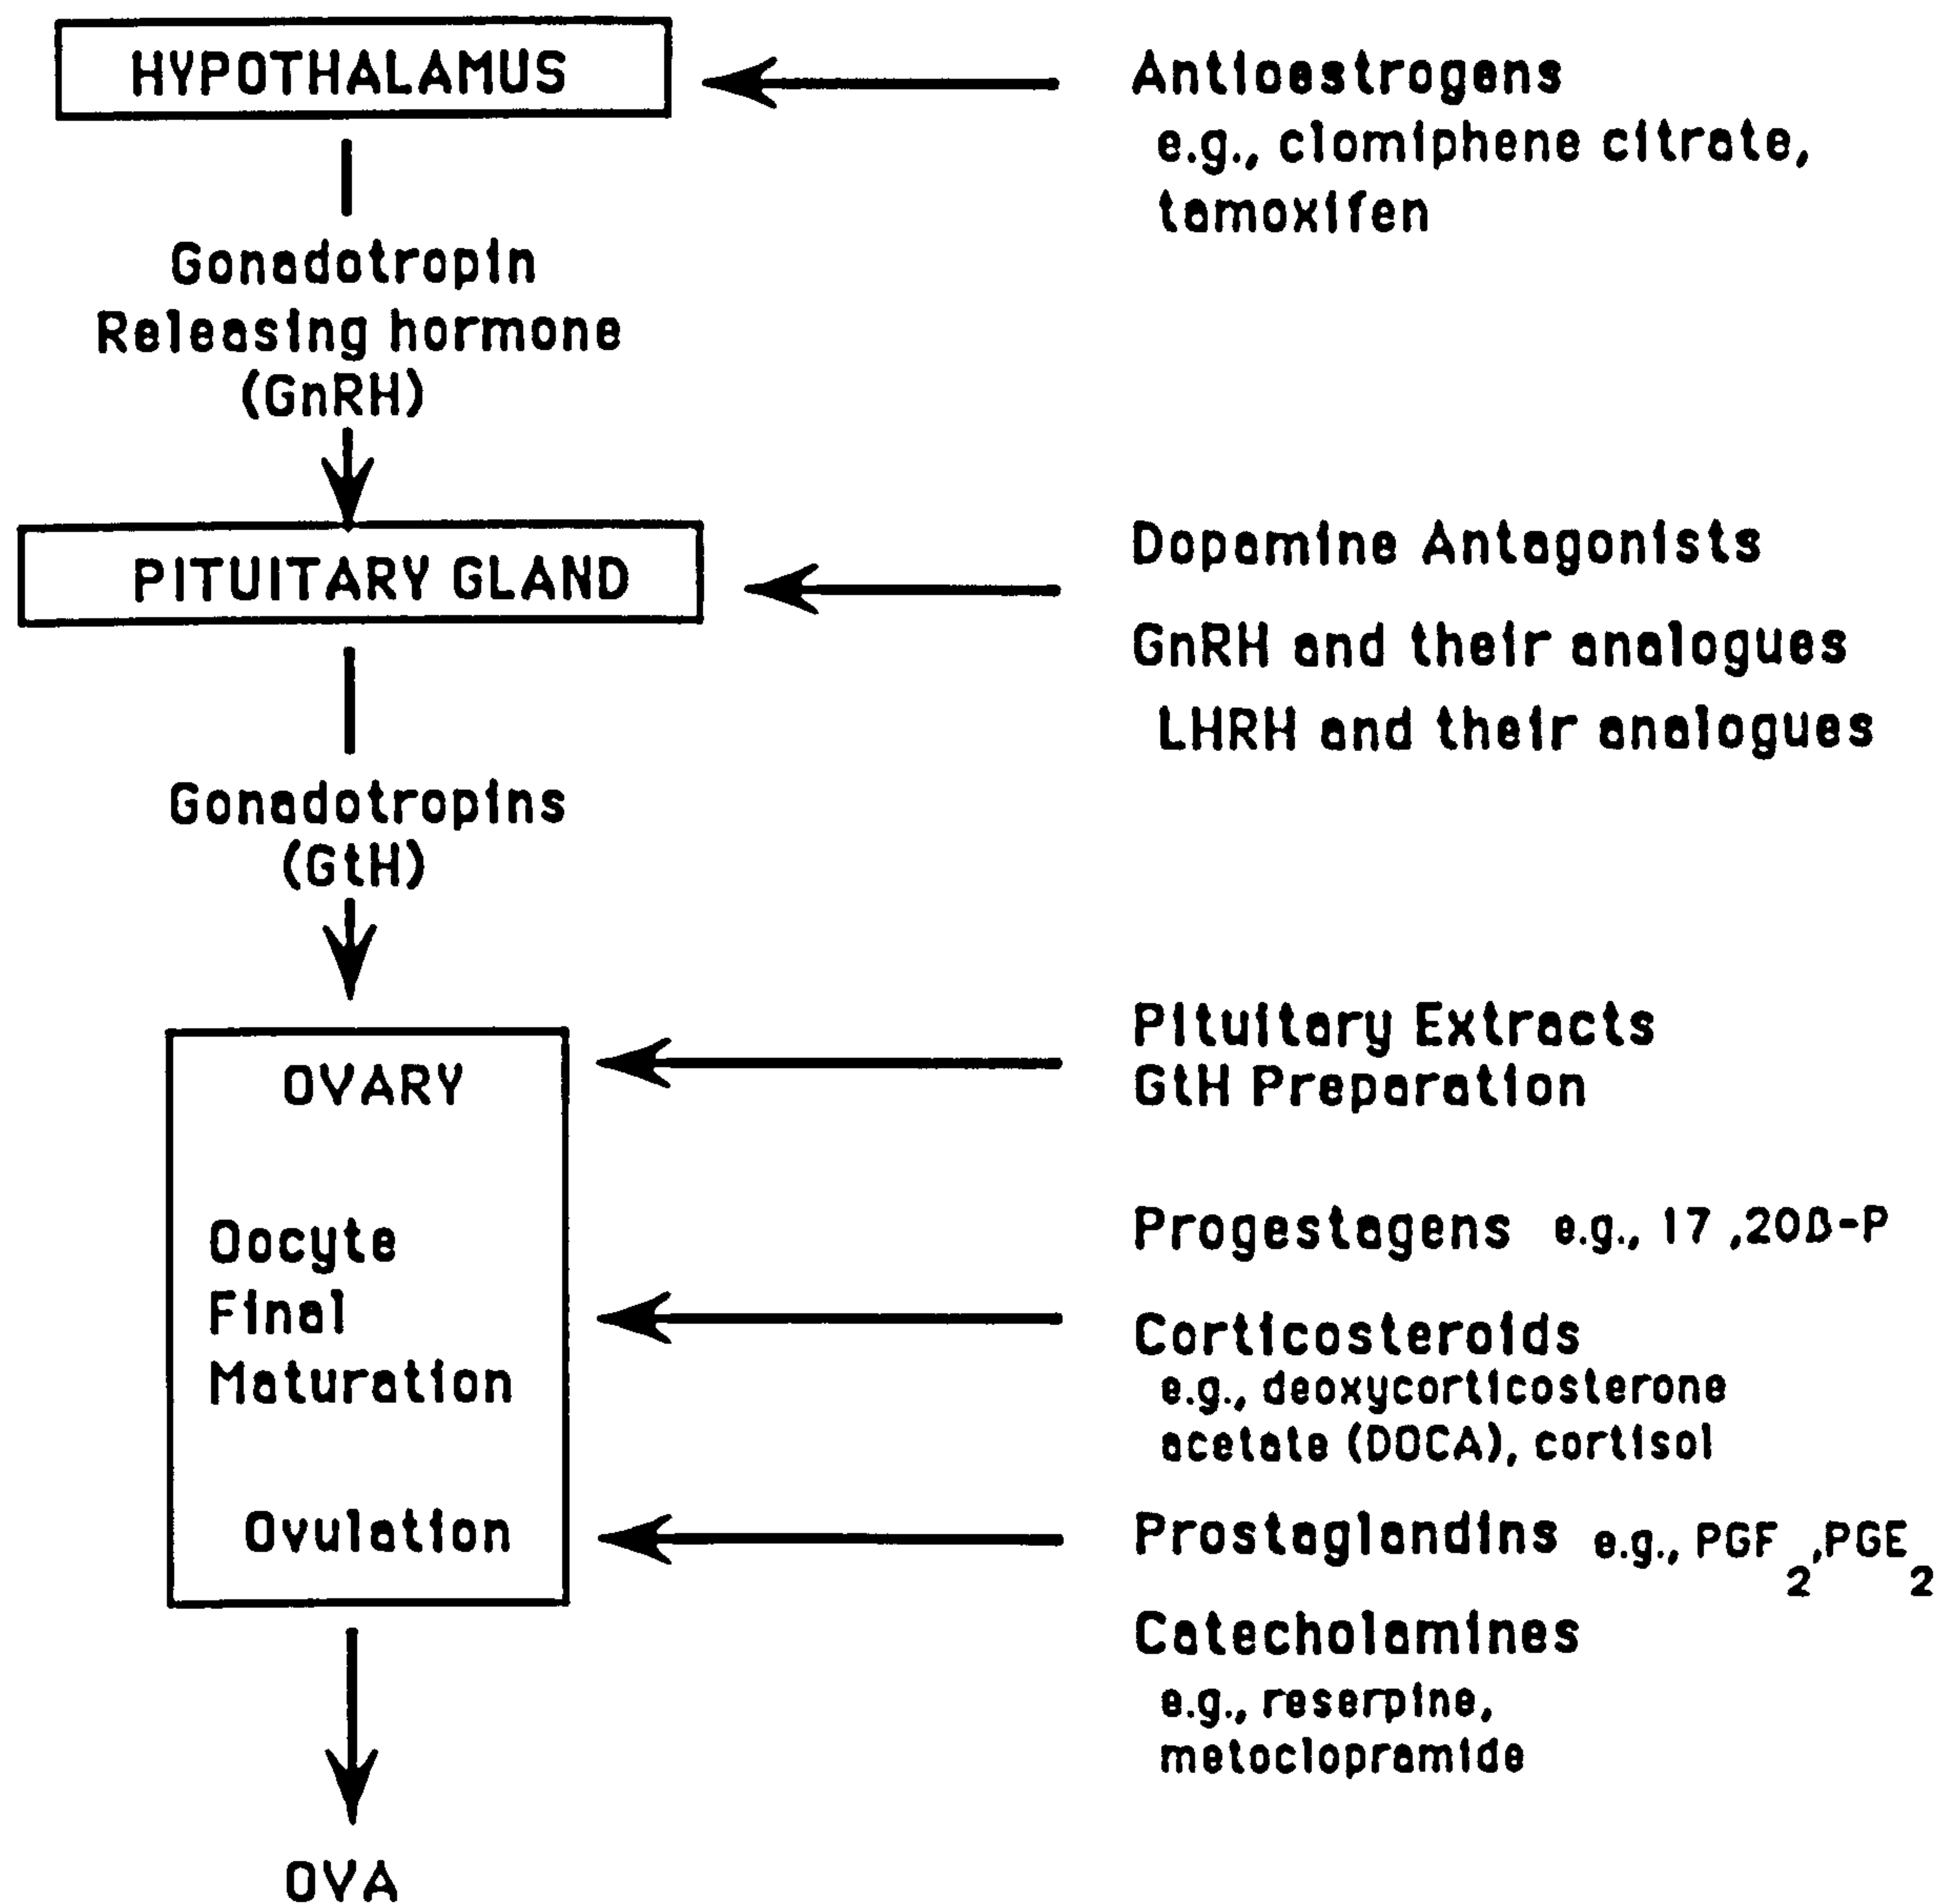 HYPOTHALAMUS
Gonadotropin
Releasing hormone
(GnRH)
PITUITARY GLAND
Gonadotropins
(GtH)
OVARY
Oocyte
Final
Maturation
Ovulation
OVA
Antioestrogens
e.g., clomiphene citrate,
tamoxifen
Dopamine Antagonists
GnRH and their analogues
LHRH and their analogues
Pituitary Extracts
GtH Preparation
Progestagens e.g., 17 ,20β-P
Corticosteroids
e.g., deoxycorticosterone
acetate (DOCA), cortisol
Prostaglandins e.g., PGF₂,PGE₂
Catecholamines
e.g., reserpine,
metoclopramide